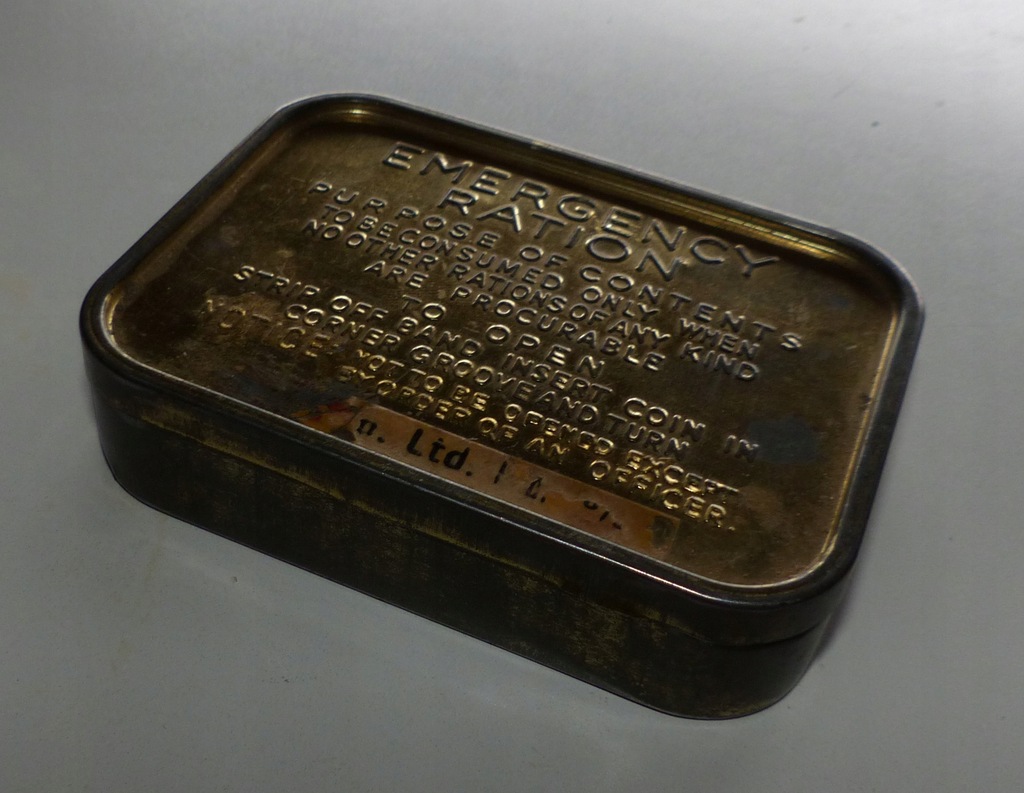 EMERGENCY
RATION
PURPOSE OF CONTENTS
TO BE CONSUMED ONLY WHEN
NO OTHER RATIONS OF ANY KIND
ARE PROCURABLE
TO OPEN
STRIP OFF BAND INSERT COIN IN
CORNER GROOVE AND TURN
NOTICE. NOT TO BE OPENED EXCEPT
BY ORDER OF AN OFFICER.
Ltd.